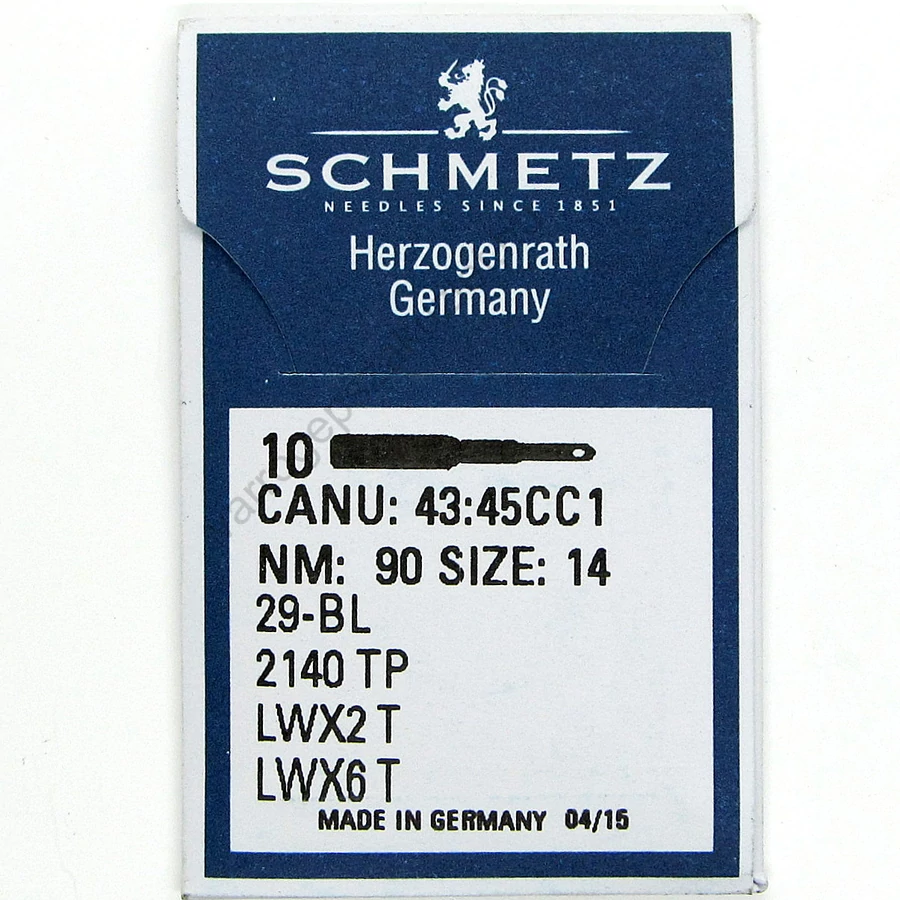 SCHMETZ
NEEDLES SINCE 1851
Herzogenrath
Germany
10
CANU: 43:45CC1
NM: 90 SIZE: 14
29-BL
2140 TP
LWX2 T
LWX6 T
MADE IN GERMANY 04/15